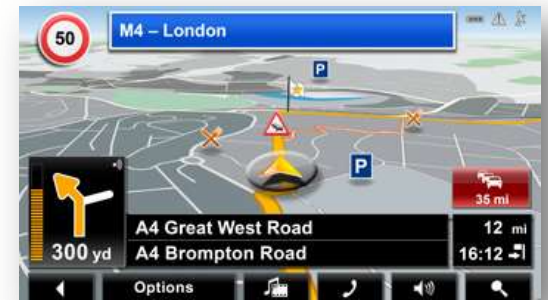 50
M4 – London
P
P
35 mi
A4 Great West Road
12 mi
300 yd
A4 Brompton Road
16:12
Options